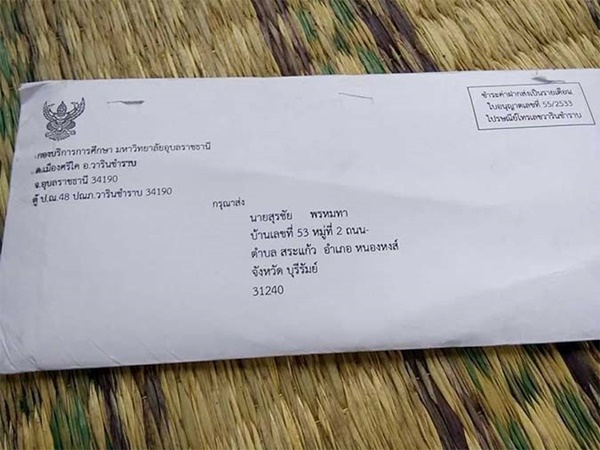 กองบริการการศึกษา มหาวิทยาลัยอุบลราชธานี
ต.เมืองศรีไค อ.วารินชำราบ
จ.อุบลราชธานี 34190
ตู้ ป.ณ.48 ปณภ.วารินชำราบ 34190
ชำระค่าฝากส่งเป็นรายเดือน
ใบอนุญาตเลขที่ 55/2533
ไปรษณีย์โทรเลขวารินชำราบ
กรุณาส่ง
นายสุรชัย พรหมทา
บ้านเลขที่ 53 หมู่ที่ 2 ถนน-
ตำบล สระแก้ว อำเภอ หนองหงส์
จังหวัด บุรีรัมย์
31240